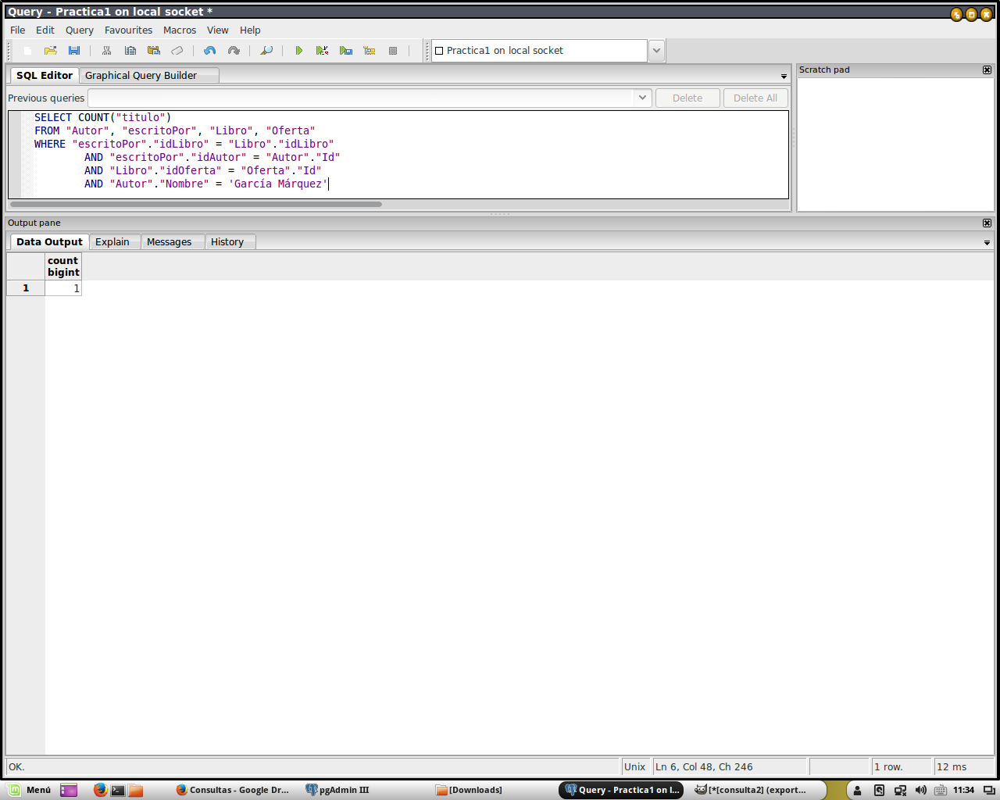 Query - Practica1 on local socket *
File Edit Query Favourites Macros View Help
Practica1 on local socket
SQL Editor Graphical Query Builder
Scratch pad
Previous queries Delete Delete All
SELECT COUNT("titulo")
FROM "Autor", "escritoPor", "Libro", "Oferta"
WHERE "escritoPor"."idLibro" = "Libro"."idLibro"
AND "escritoPor"."idAutor" = "Autor"."Id"
AND "Libro"."idOferta" = "Oferta"."Id"
AND "Autor"."Nombre" = 'García Márquez'
Output pane
Data Output Explain Messages History
count
bigint
1 1
OK. Unix Ln 6, Col 48, Ch 246 1 row. 12 ms
Menú Consultas - Google Dr... pgAdmin III [Downloads] Query - Practica1 on l... [*[consulta2] (export... 11:34